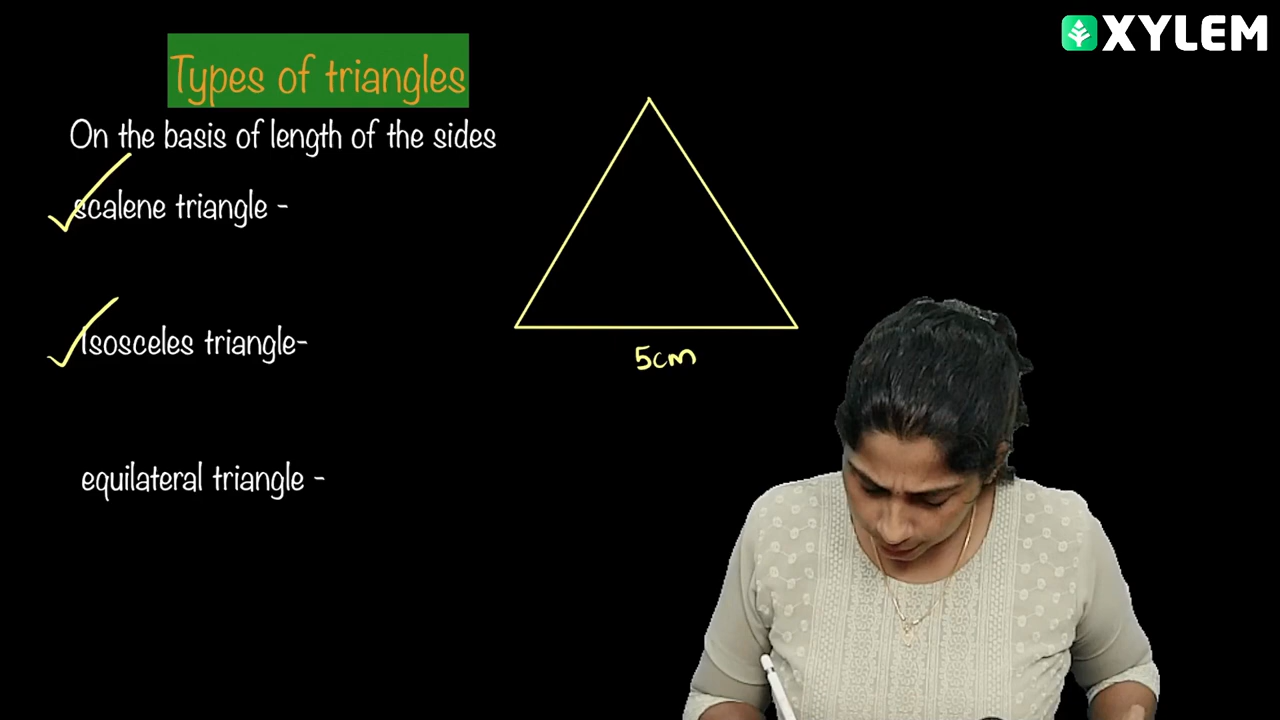 XYLEM
Types of triangles
On the basis of length of the sides
scalene triangle -
Isosceles triangle-
5cm
equilateral triangle -